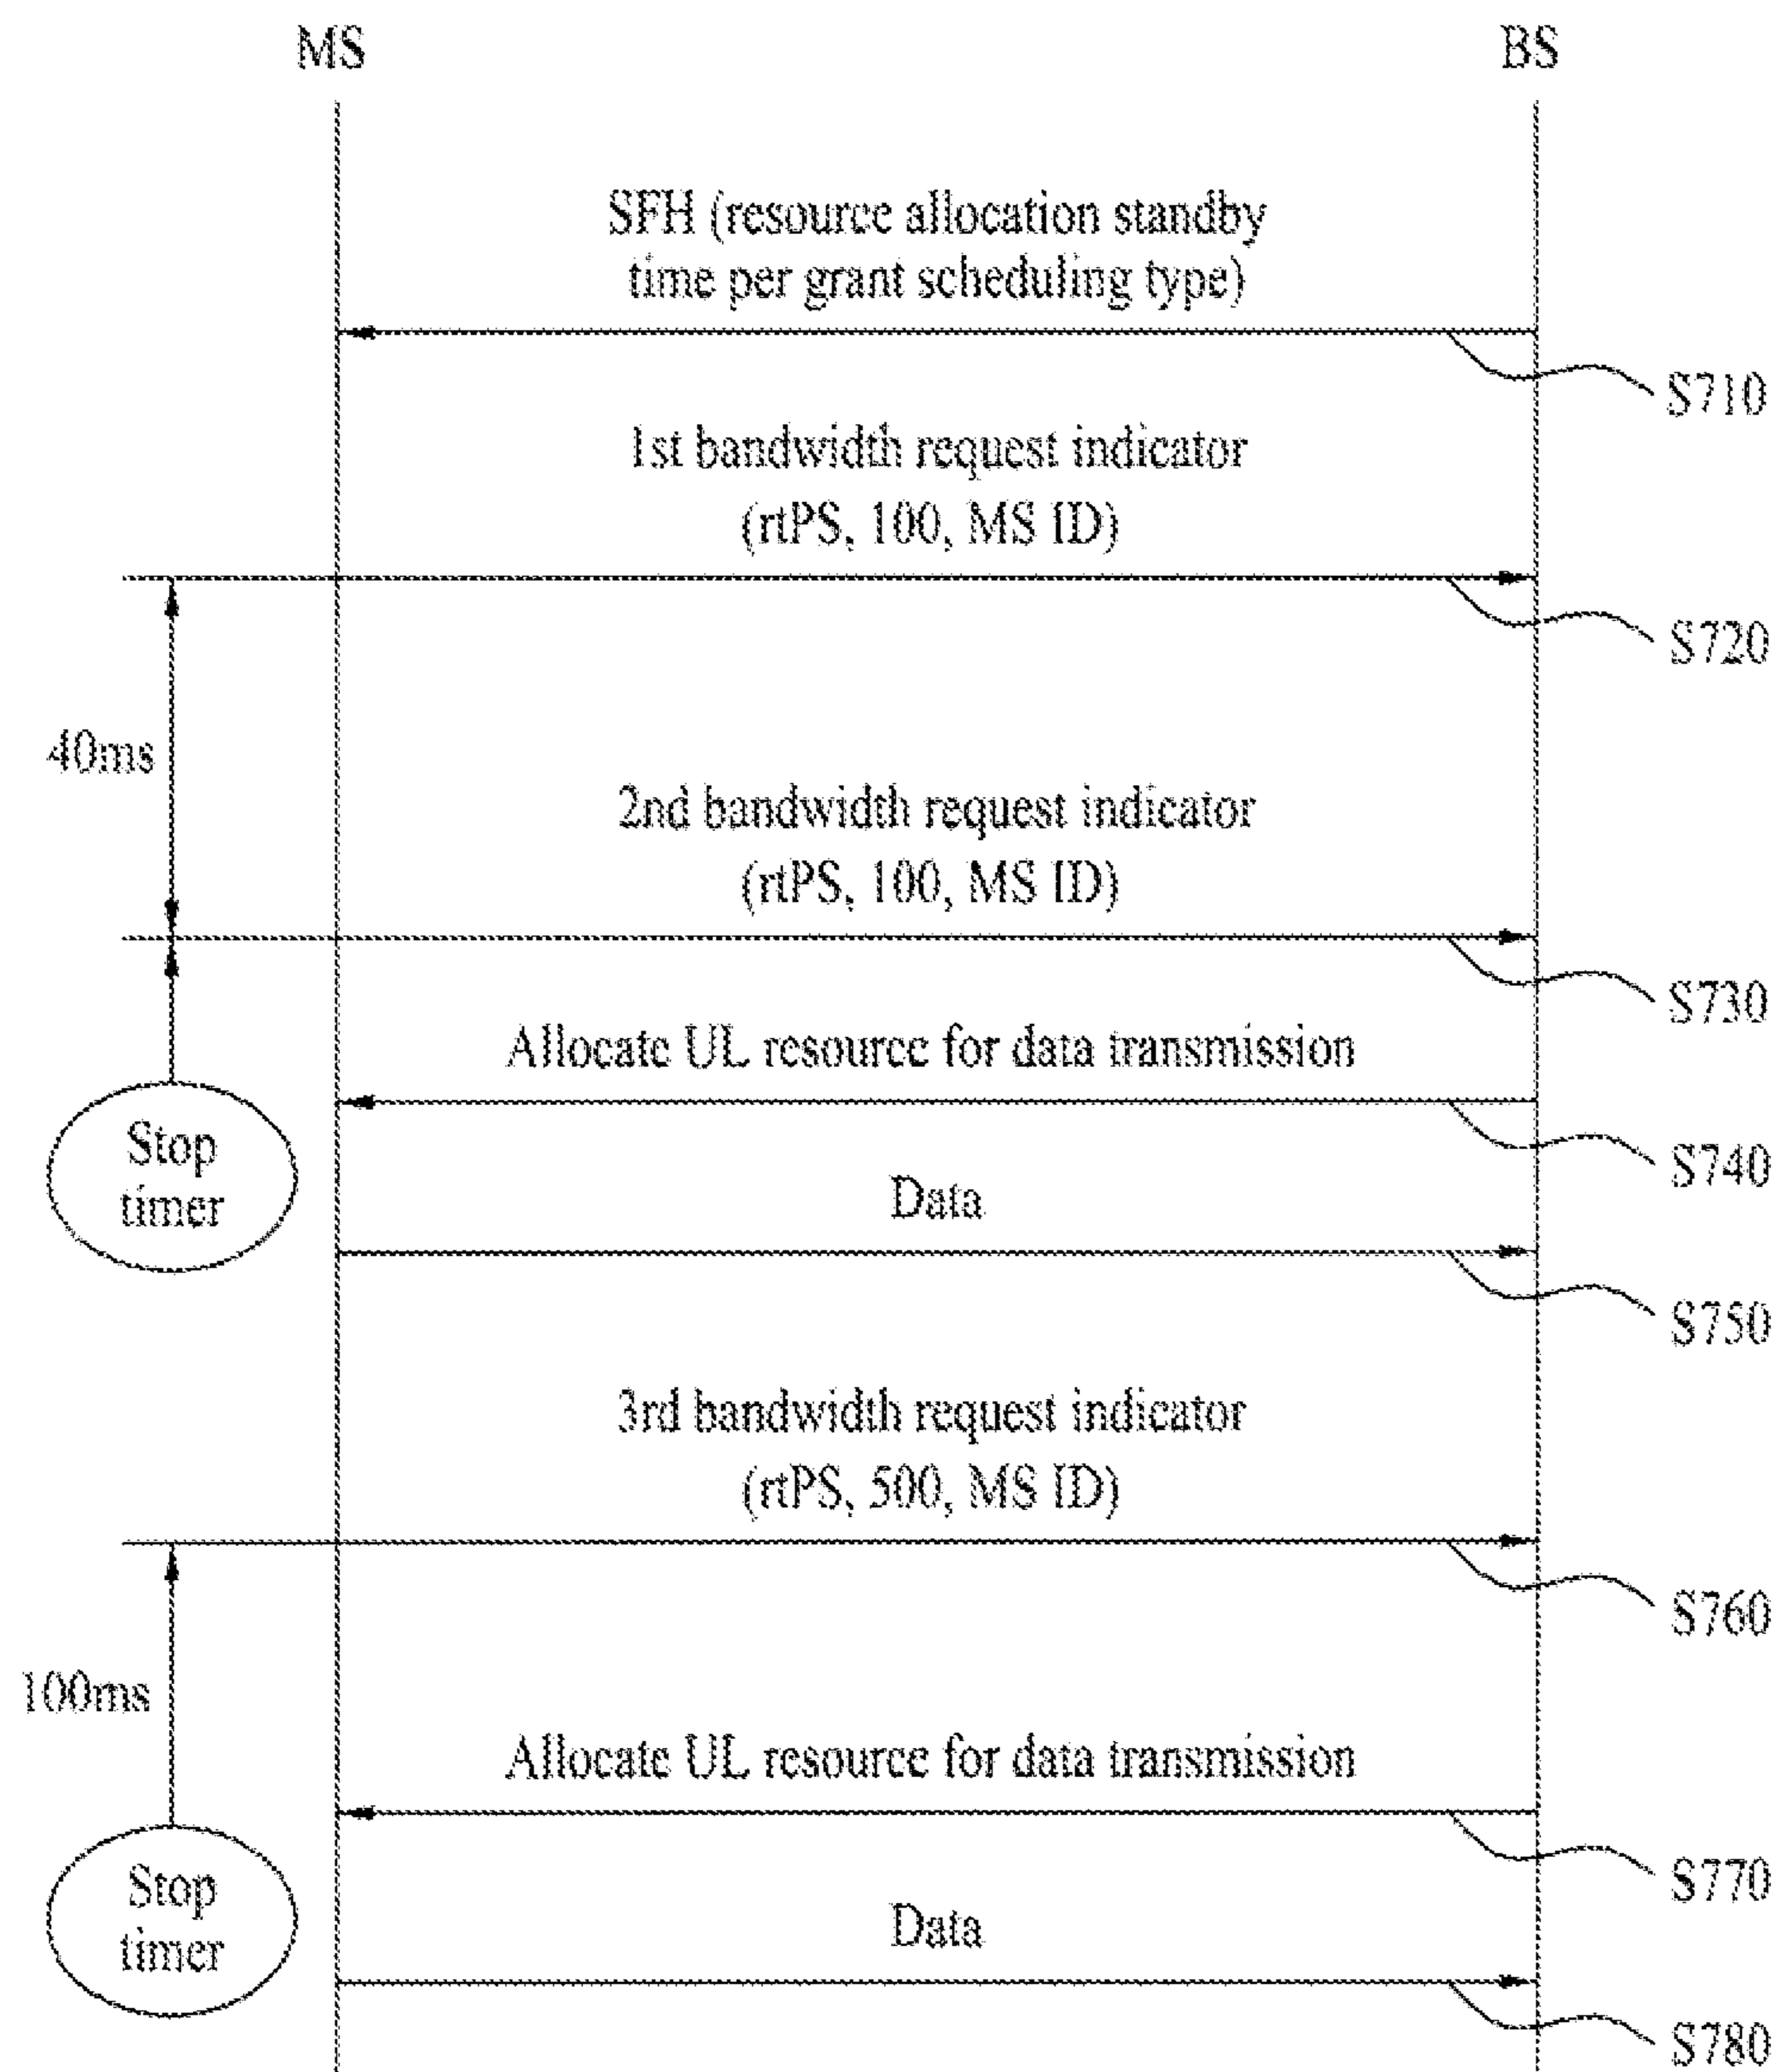 MS
BS
SFH (resource allocation standby
time per grant scheduling type)
S710
1st bandwidth request indicator
(rtPS, 100, MS ID)
S720
40ms
2nd bandwidth request indicator
(rtPS, 100, MS ID)
S730
Allocate UL resource for data transmission
S740
Stop
timer
Data
S750
3rd bandwidth request indicator
(rtPS, 500, MS ID)
S760
100ms
Allocate UL resource for data transmission
S770
Stop
timer
Data
S780